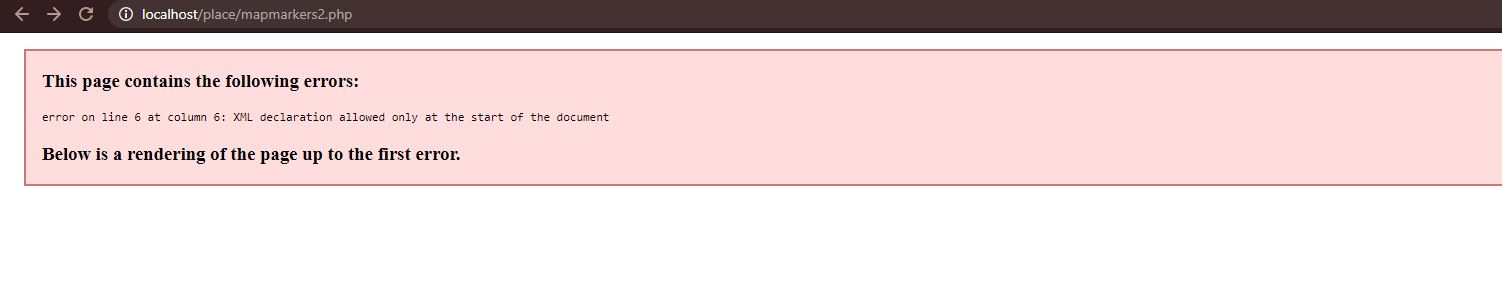 localhost/place/mapmarkers2.php
This page contains the following errors:
error on line 6 at column 6: XML declaration allowed only at the start of the document
Below is a rendering of the page up to the first error.